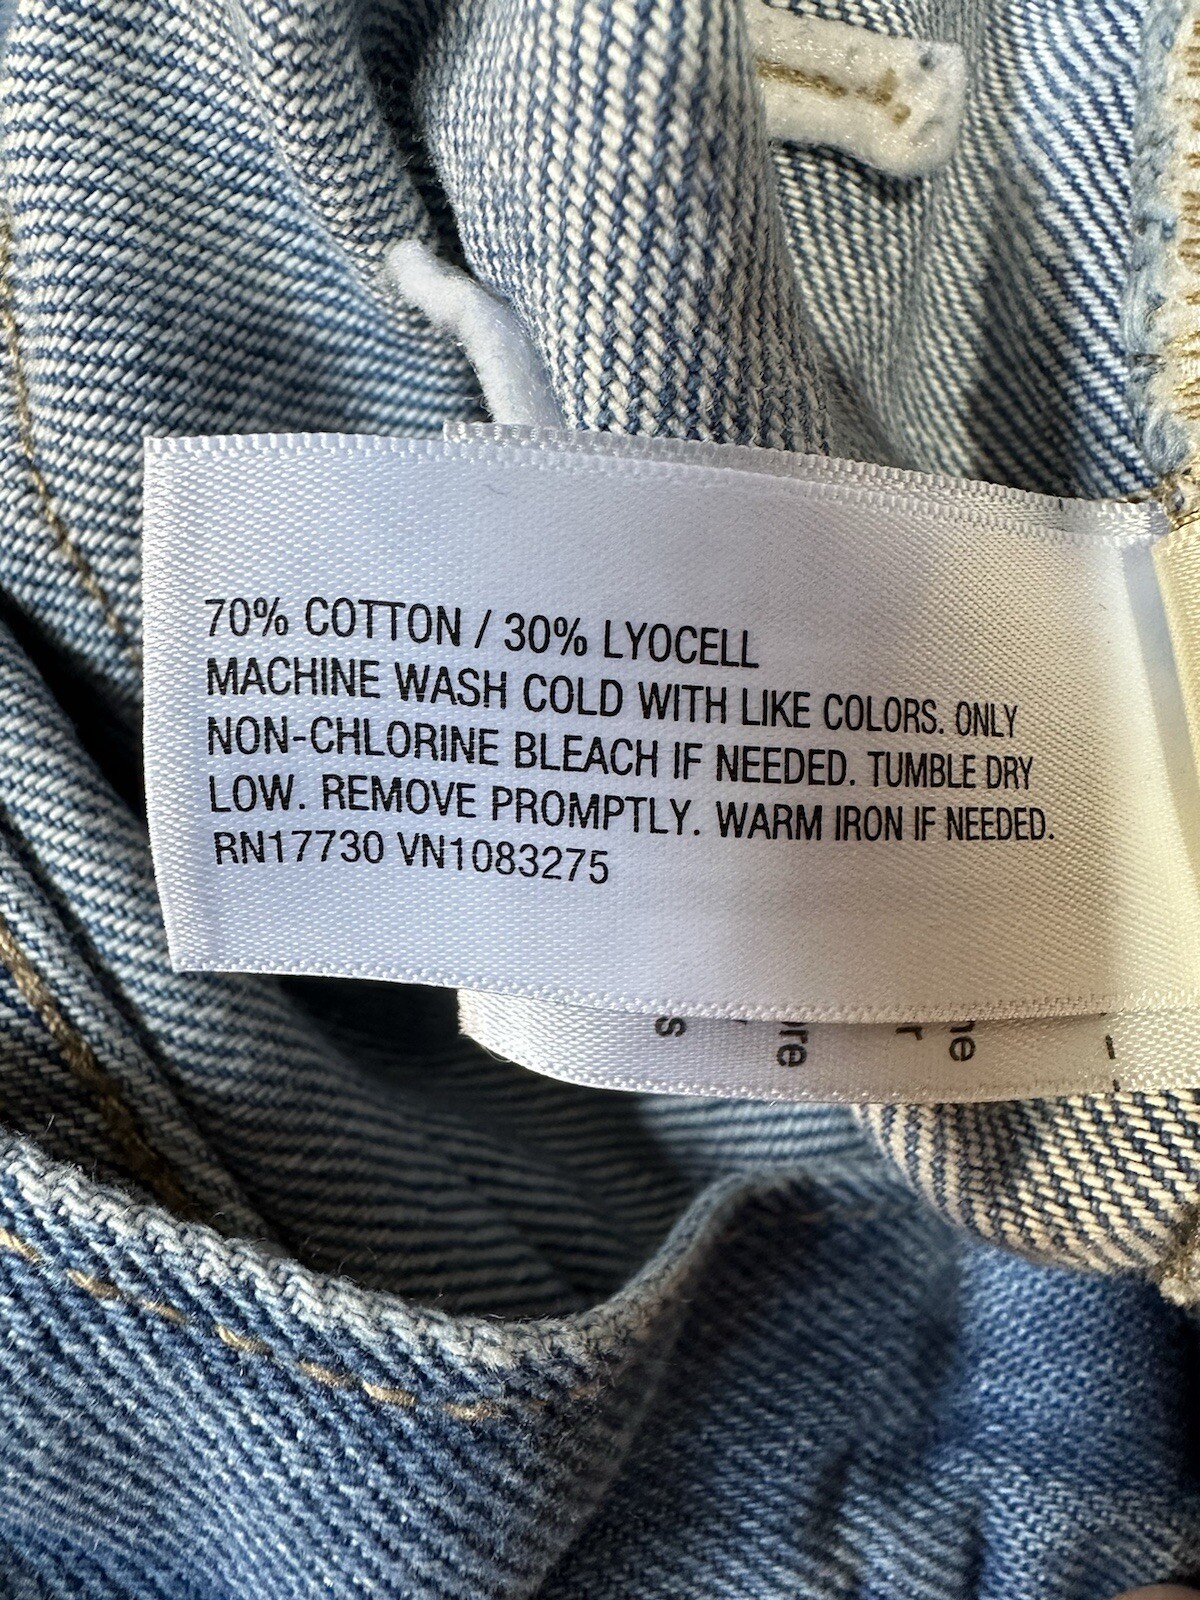 70% COTTON / 30% LYOCELL
MACHINE WASH COLD WITH LIKE COLORS. ONLY
NON-CHLORINE BLEACH IF NEEDED. TUMBLE DRY
LOW. REMOVE PROMPTLY. WARM IRON IF NEEDED.
RN17730 VN1083275